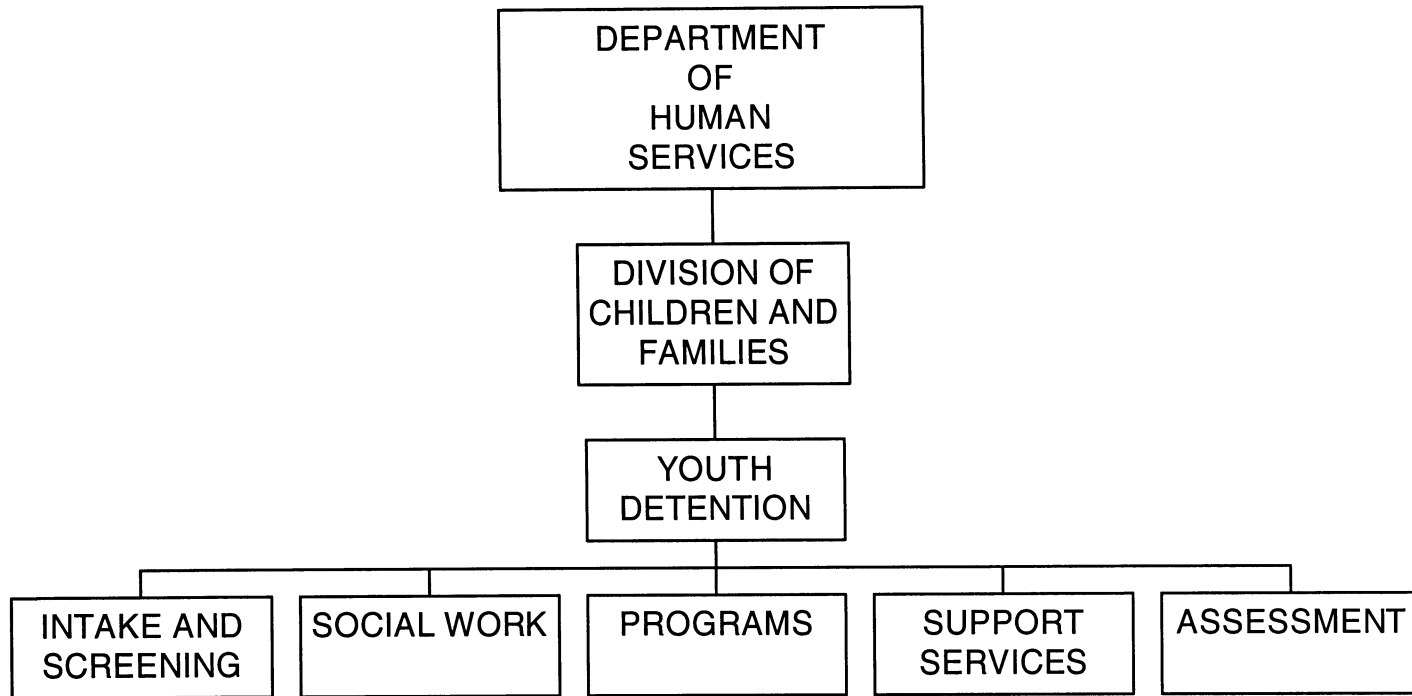 DEPARTMENT
OF
HUMAN
SERVICES
DIVISION OF
CHILDREN AND
FAMILIES
YOUTH
DETENTION
INTAKE AND
SCREENING
SOCIAL WORK
PROGRAMS
SUPPORT
SERVICES
ASSESSMENT